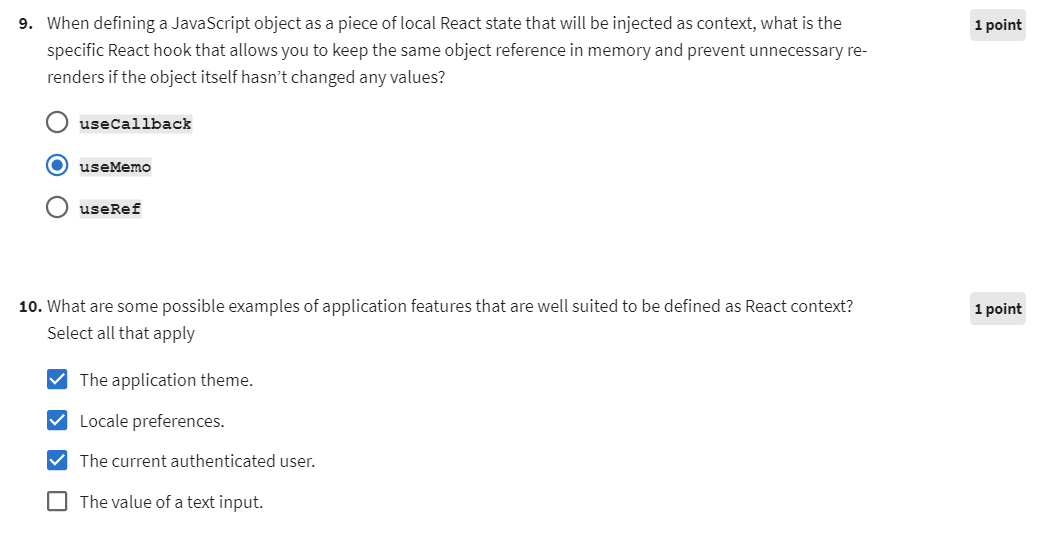 9. When defining a JavaScript object as a piece of local React state that will be injected as context, what is the 1 point
specific React hook that allows you to keep the same object reference in memory and prevent unnecessary re-
renders if the object itself hasn’t changed any values?
useCallback
useMemo
useRef
10. What are some possible examples of application features that are well suited to be defined as React context? 1 point
Select all that apply
The application theme.
Locale preferences.
The current authenticated user.
The value of a text input.